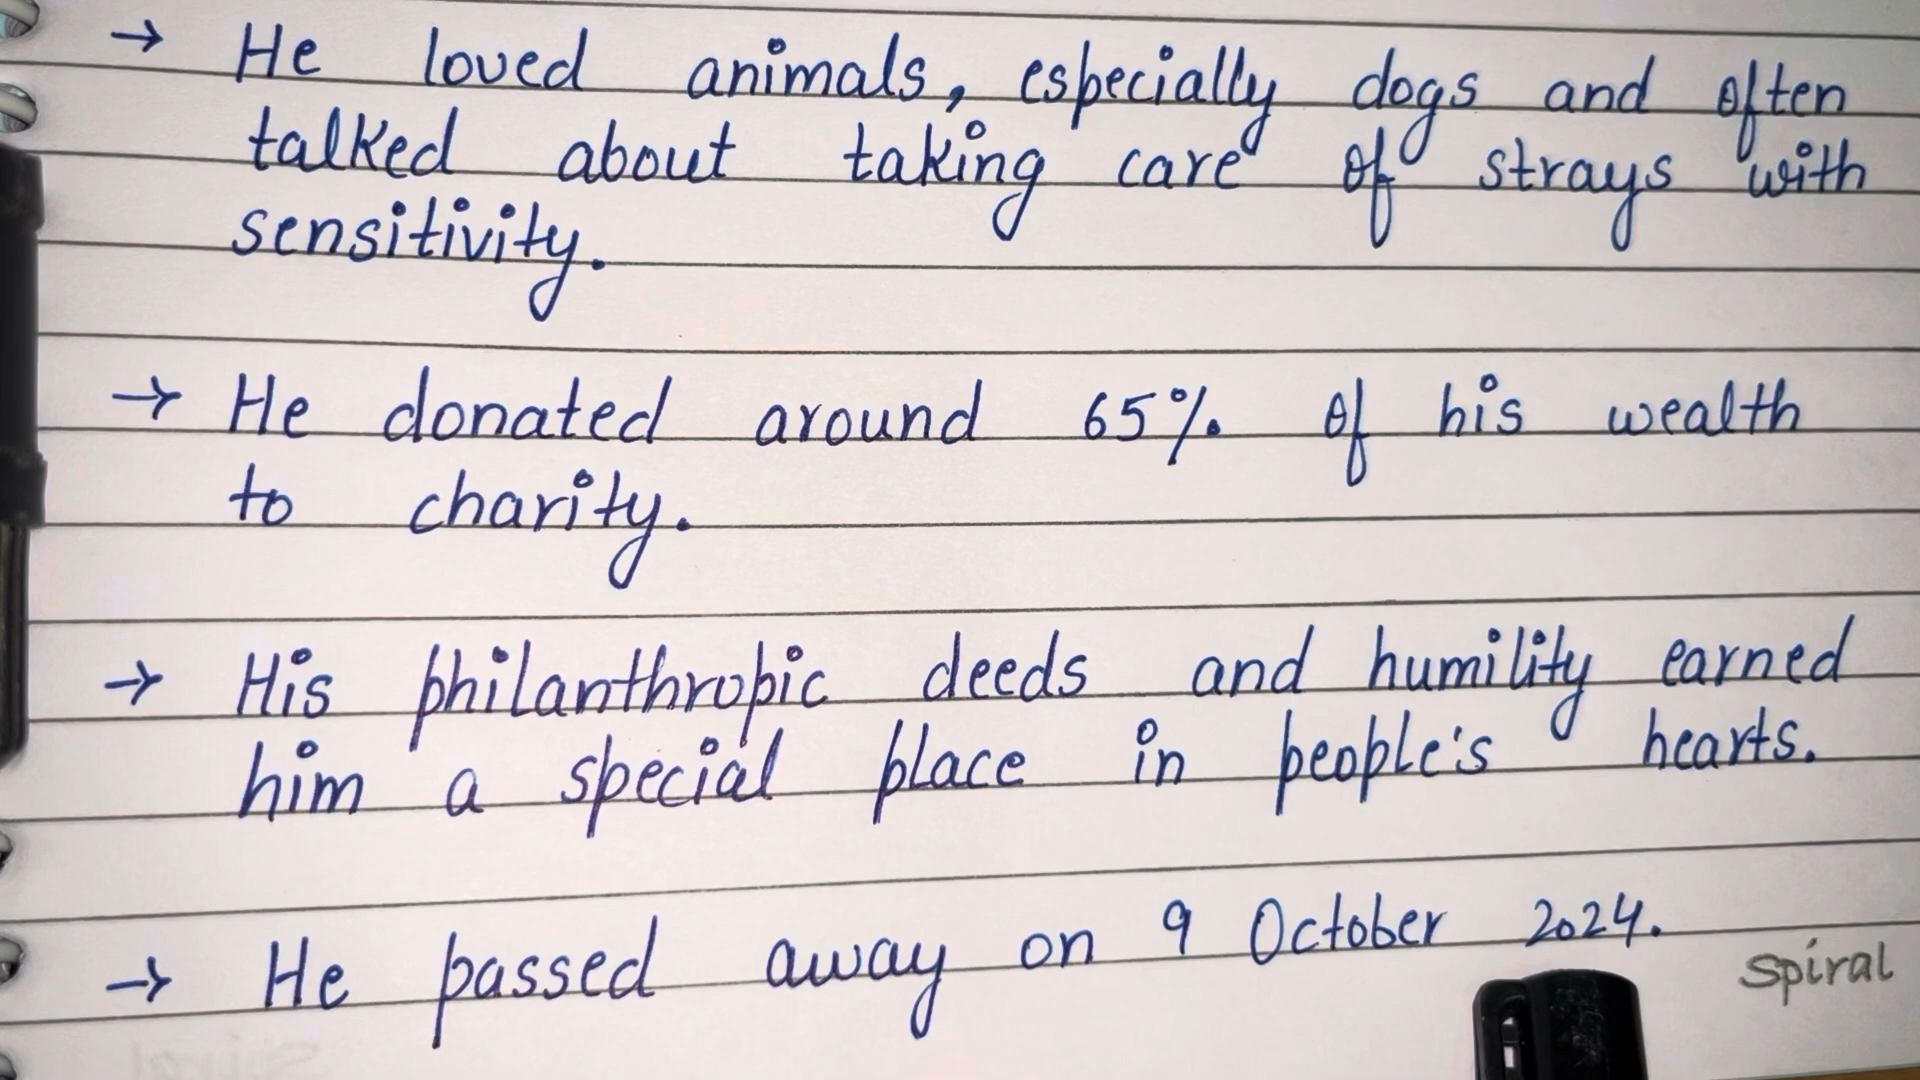 → He loved animals, especially dogs and often
talked about taking care of strays with
sensitivity.
→ He donated around 65% of his wealth
to charity.
→ His philanthropic deeds and humility earned
him a special place in people's hearts.
→ He passed away on 9 October 2024.
Spiral